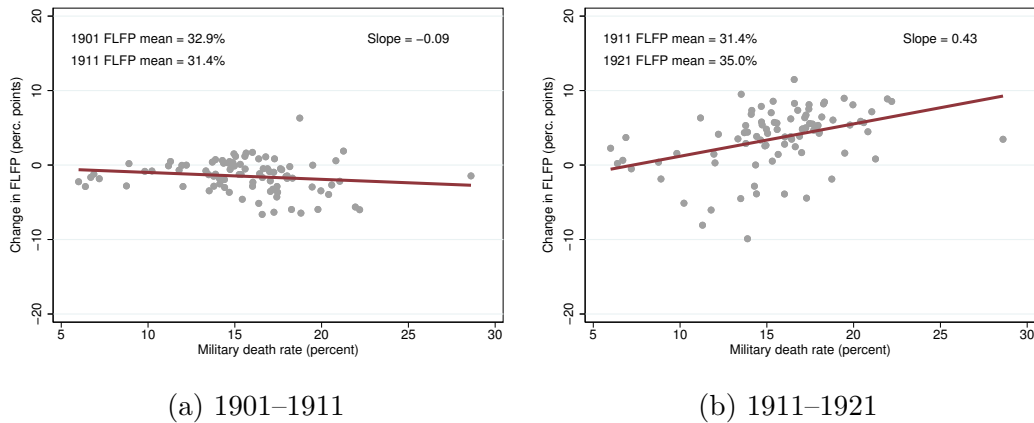 1901 FLFP mean = 32.9%
1911 FLFP mean = 31.4%
Slope = −0.09
Change in FLFP (perc. points)
20
10
0
−10
−20
5 10 15 20 25 30
Military death rate (percent)
(a) 1901–1911
1911 FLFP mean = 31.4%
1921 FLFP mean = 35.0%
Slope = 0.43
Change in FLFP (perc. points)
20
10
0
−10
−20
5 10 15 20 25 30
Military death rate (percent)
(b) 1911–1921